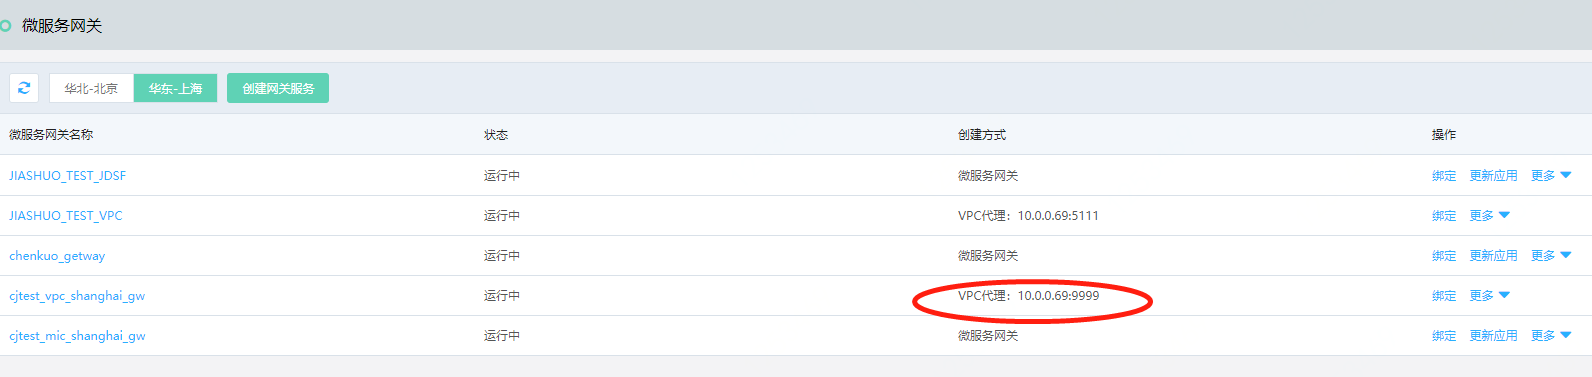 微服务网关
华北-北京 华东-上海 创建网关服务
微服务网关名称 状态 创建方式 操作
JIASHUO_TEST_JDSF 运行中 微服务网关 绑定 更新应用 更多
JIASHUO_TEST_VPC 运行中 VPC代理：10.0.0.69:5111 绑定 更多
chenkuo_getway 运行中 微服务网关 绑定 更新应用 更多
cjtest_vpc_shanghai_gw 运行中 VPC代理：10.0.0.69:9999 绑定 更多
cjtest_mic_shanghai_gw 运行中 微服务网关 绑定 更新应用 更多